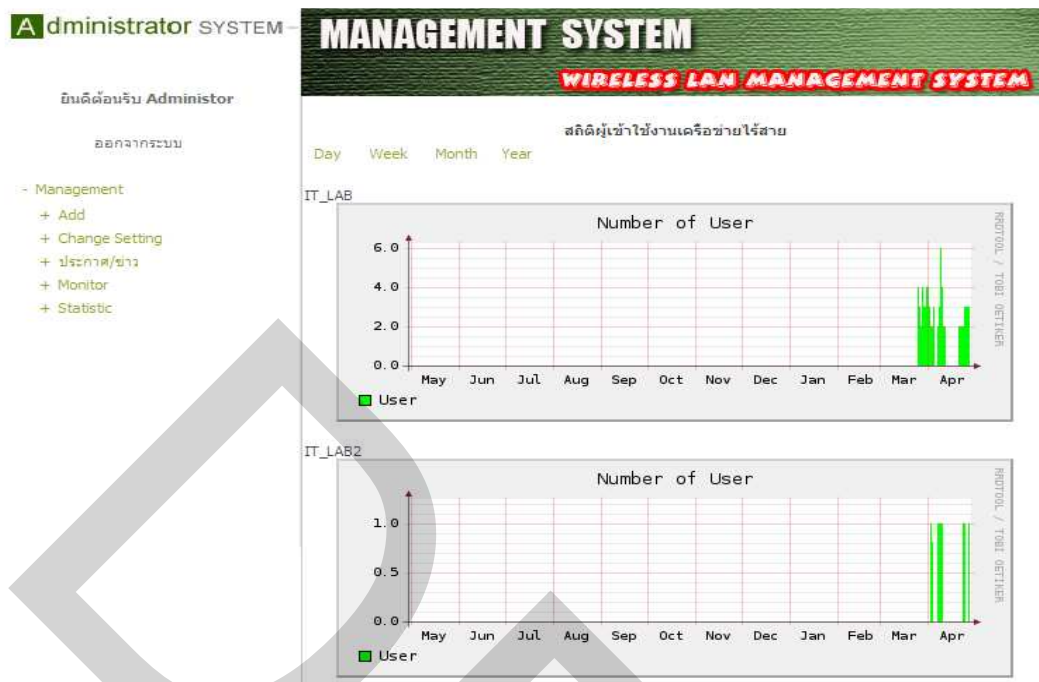 Administrator SYSTEM
MANAGEMENT SYSTEM
WIRELESS LAN MANAGEMENT SYSTEM
ยินดีต้อนรับ Administor
ออกจากระบบ
- Management
+ Add
+ Change Setting
+ ประกาศ/ข่าว
+ Monitor
+ Statistic
สถิติผู้เข้าใช้งานเครือข่ายไร้สาย
Day Week Month Year
IT_LAB
Number of User
6.0
4.0
2.0
0.0
May Jun Jul Aug Sep Oct Nov Dec Jan Feb Mar Apr
User
RRDTOOL / TOBI OETIKER
IT_LAB2
Number of User
1.0
0.5
0.0
May Jun Jul Aug Sep Oct Nov Dec Jan Feb Mar Apr
User
RRDTOOL / TOBI OETIKER